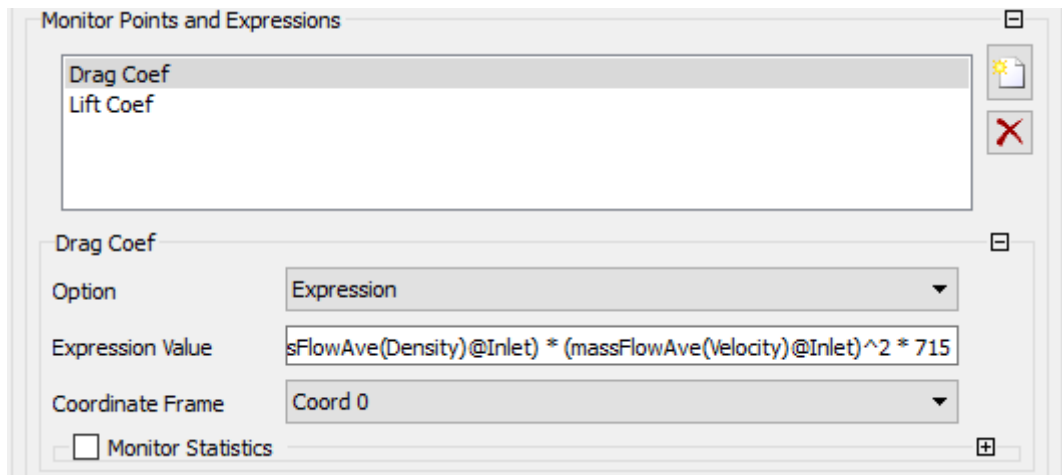 Monitor Points and Expressions
Drag Coef
Lift Coef
Drag Coef
Option Expression
Expression Value sFlowAve(Density)@Inlet) * (massFlowAve(Velocity)@Inlet)^2 * 715
Coordinate Frame Coord 0
Monitor Statistics